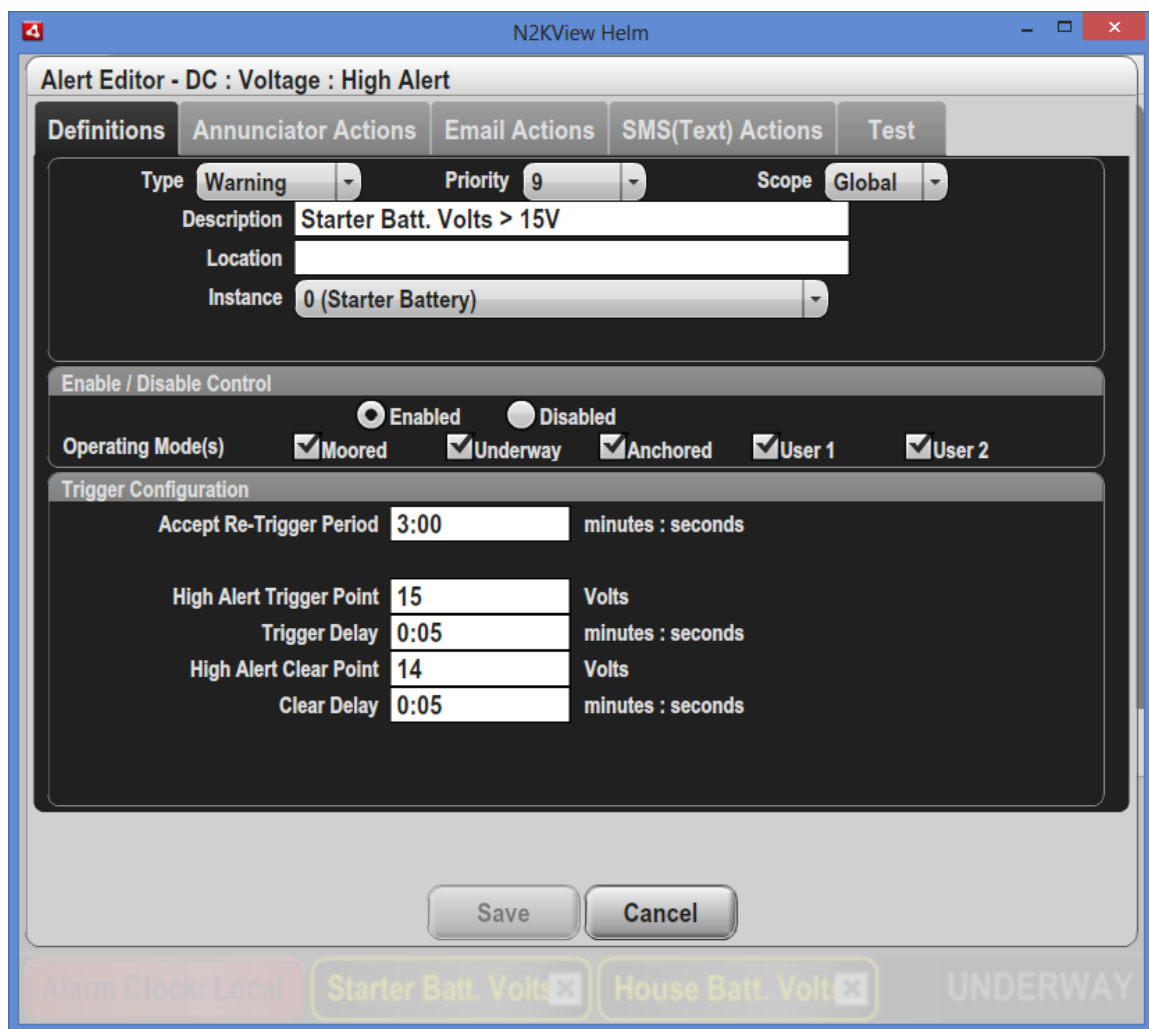 N2KView Helm
Alert Editor - DC : Voltage : High Alert
Definitions Annunciator Actions Email Actions SMS(Text) Actions Test
Type Warning Priority 9 Scope Global
Description Starter Batt. Volts > 15V
Location
Instance 0 (Starter Battery)
Enable / Disable Control
Enabled Disabled
Operating Mode(s) Moored Underway Anchored User 1 User 2
Trigger Configuration
Accept Re-Trigger Period 3:00 minutes : seconds
High Alert Trigger Point 15 Volts
Trigger Delay 0:05 minutes : seconds
High Alert Clear Point 14 Volts
Clear Delay 0:05 minutes : seconds
Save Cancel
Alarm Clock: Local Starter Batt. Volts House Batt. Volts UNDERWAY